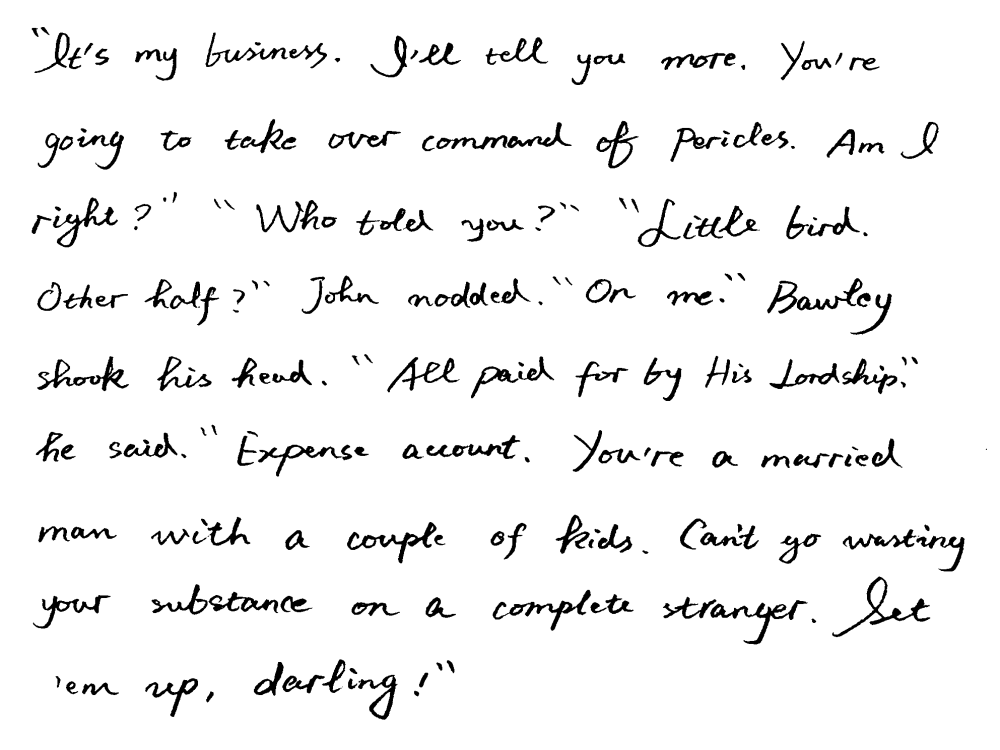 "It's my business. I'll tell you more. You're
going to take over command of Pericles. Am I
right?" "Who told you?" "Little bird.
Other half?" John nodded. "On me." Bawley
shook his head. "All paid for by His Lordship."
he said. "Expense account. You're a married
man with a couple of kids. Can't go wasting
your substance on a complete stranger. Set
'em up, darling!"